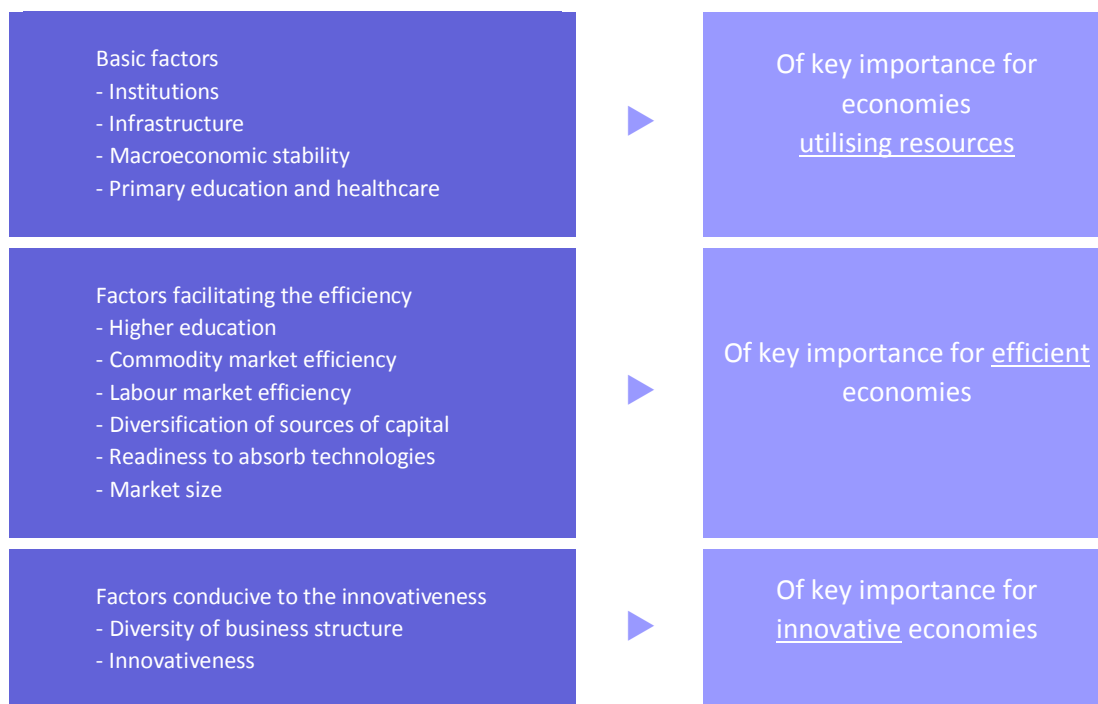 Basic factors
- Institutions
- Infrastructure
- Macroeconomic stability
- Primary education and healthcare
Of key importance for
economies
utilising resources
Factors facilitating the efficiency
- Higher education
- Commodity market efficiency
- Labour market efficiency
- Diversification of sources of capital
- Readiness to absorb technologies
- Market size
Of key importance for efficient
economies
Factors conducive to the innovativeness
- Diversity of business structure
- Innovativeness
Of key importance for
innovative economies